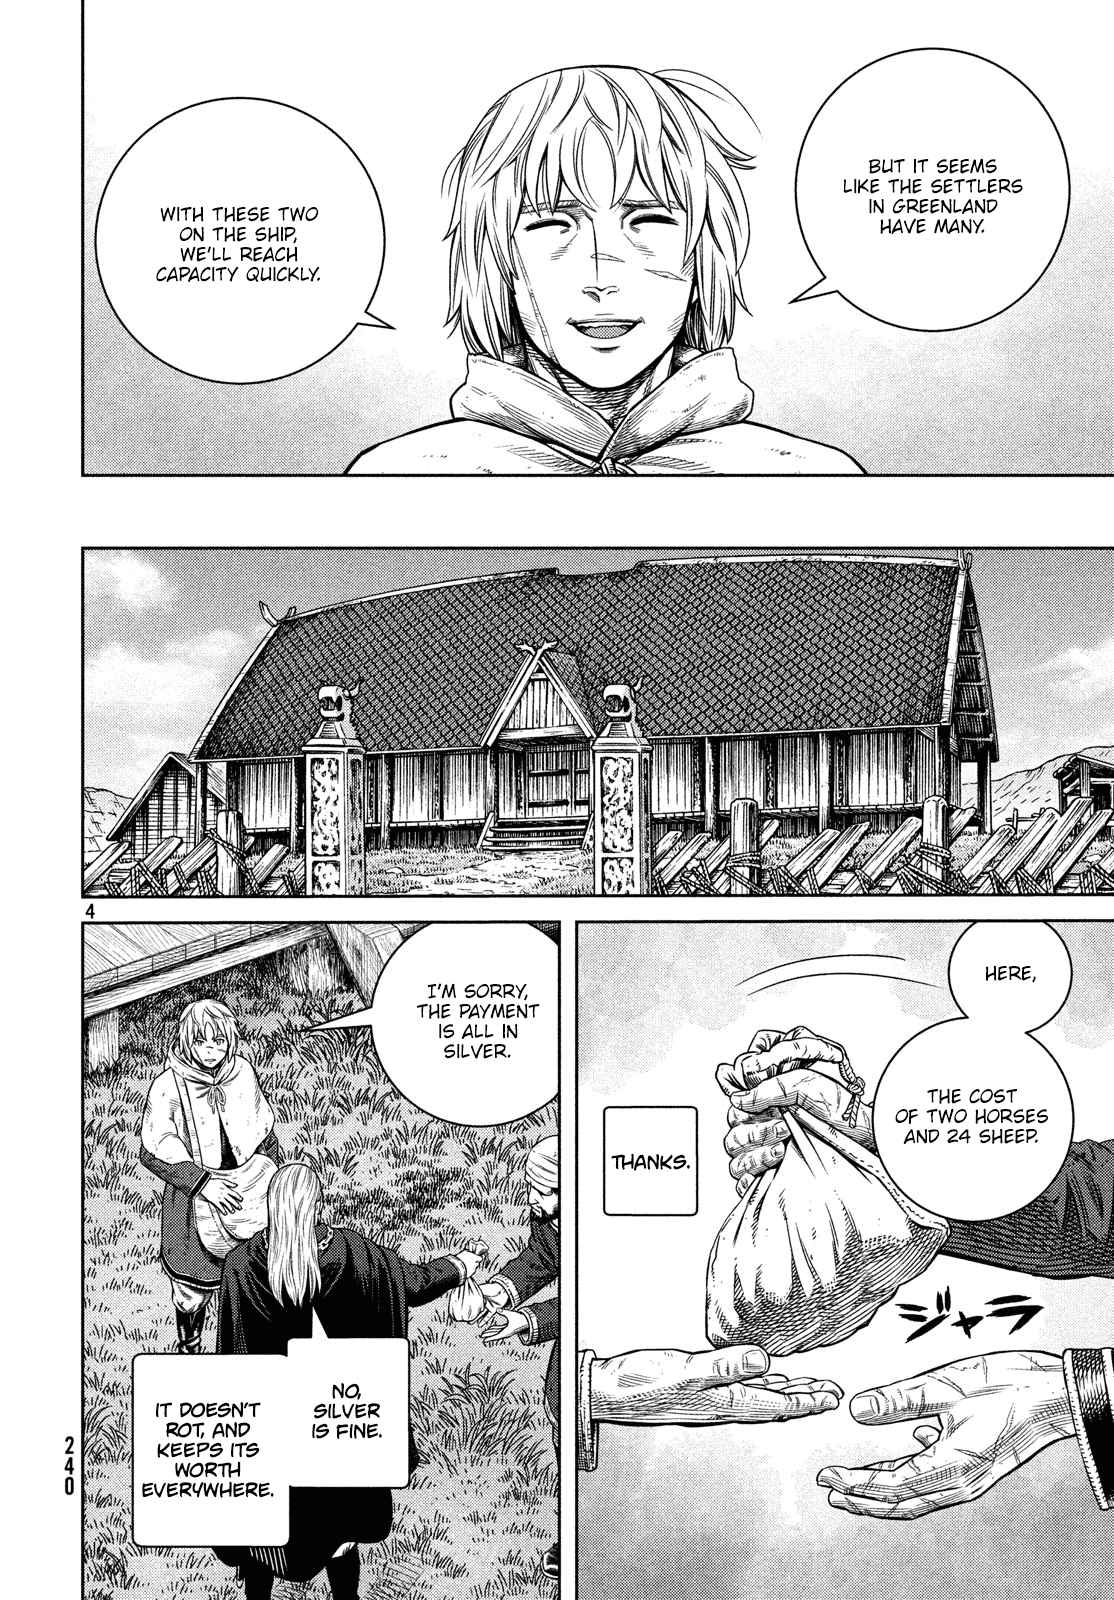 BUT IT SEEMS
LIKE THE SETTLERS
IN GREENLAND
HAVE MANY.
WITH THESE TWO
ON THE SHIP,
WE'LL REACH
CAPACITY QUICKLY.
4
HERE,
THE COST
OF TWO HORSES
AND 24 SHEEP.
THANKS.
ジャラ
I'M SORRY,
THE PAYMENT
IS ALL IN
SILVER.
NO,
SILVER
IS FINE.
IT DOESN'T
ROT, AND
KEEPS ITS
WORTH
EVERYWHERE.
240